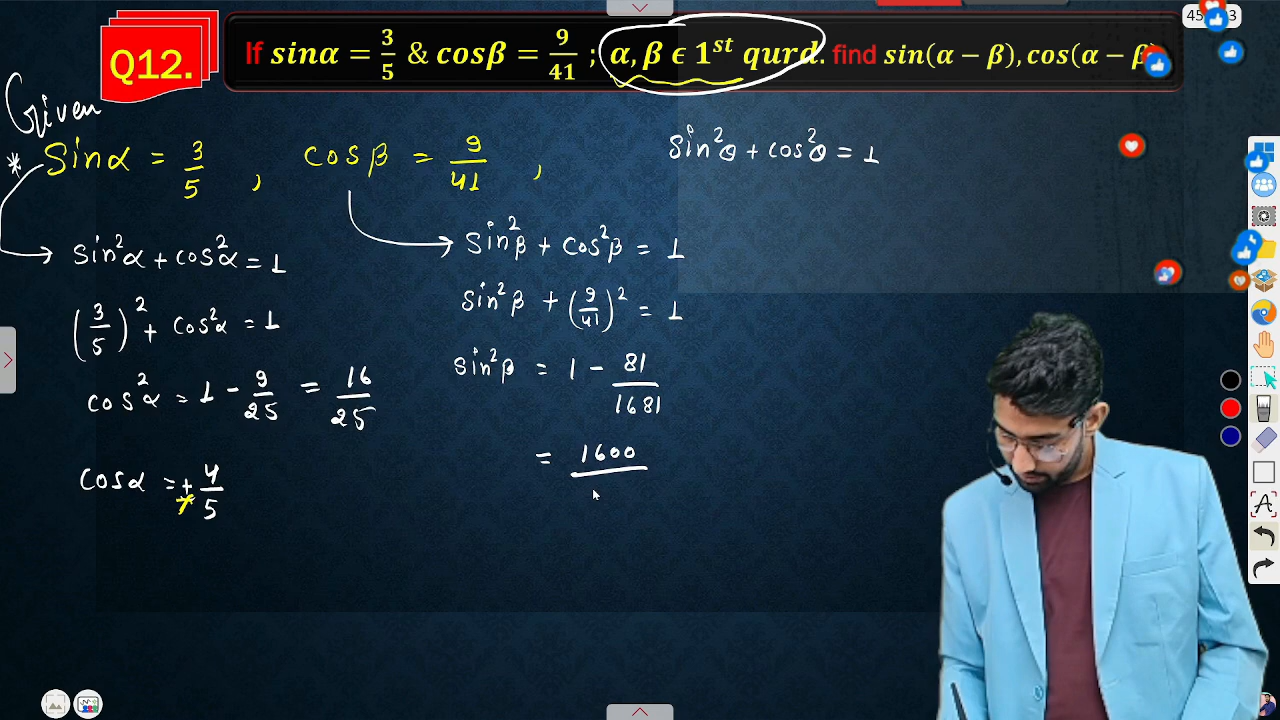 Q12.
If sinα = 3/5 & cosβ = 9/41 ; α, β ϵ 1st qurd. find sin(α − β), cos(α − β)
Given
* Sinα = 3/5 , cosβ = 9/41 ,
sin²θ + cos²θ = 1
sin²α + cos²α = 1
(3/5)² + cos²α = 1
cos²α = 1 - 9/25 = 16/25
cosα = ± 4/5
sin²β + cos²β = 1
sin²β + (9/41)² = 1
sin²β = 1 - 81/1681
= 1600